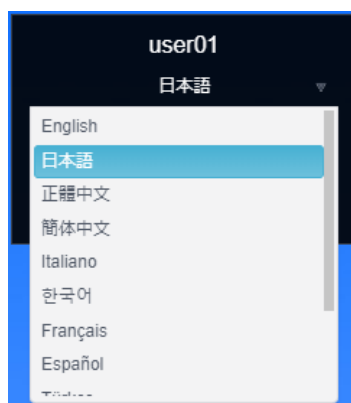 user01
日本語
English
日本語
正體中文
簡体中文
Italiano
한국어
Français
Español